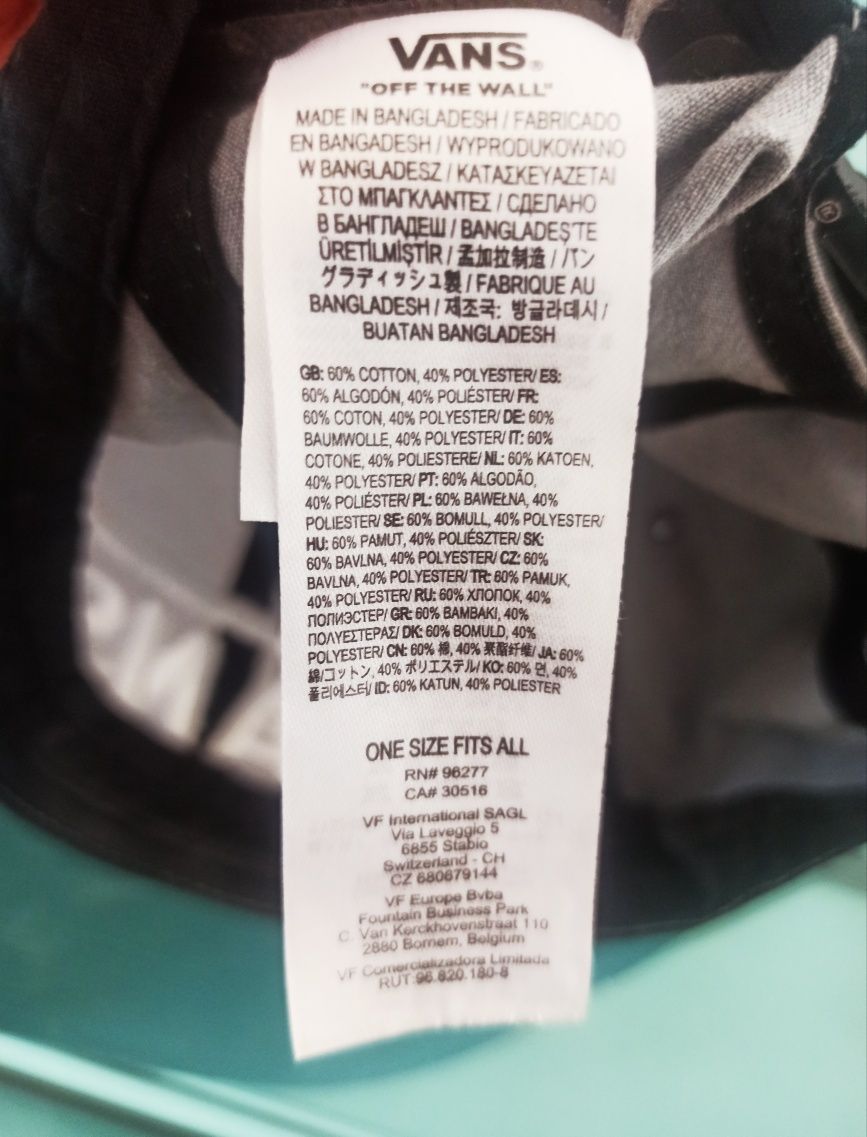 VANS®
"OFF THE WALL"
MADE IN BANGLADESH / FABRICADO
EN BANGADESH / WYPRODUKOWANO
W BANGLADESZ / ΚΑΤΑΣΚΕΥΑΖΕΤΑΙ
ΣΤΟ ΜΠΑΓΚΛΑΝΤΕΣ / СДЕЛАНО
В БАНГЛАДЕШ / BANGLADEŞ'TE
ÜRETİLMİŞTİR / 孟加拉制造 / バン
グラディッシュ製 / FABRIQUE AU
BANGLADESH / 제조국: 방글라데시 /
BUATAN BANGLADESH
GB: 60% COTTON, 40% POLYESTER/ ES:
60% ALGODÓN, 40% POLIÉSTER/ FR:
60% COTON, 40% POLYESTER/ DE: 60%
BAUMWOLLE, 40% POLYESTER/ IT: 60%
COTONE, 40% POLIESTERE/ NL: 60% KATOEN,
40% POLYESTER/ PT: 60% ALGODÃO,
40% POLIÉSTER/ PL: 60% BAWEŁNA, 40%
POLIESTER/ SE: 60% BOMULL, 40% POLYESTER/
HU: 60% PAMUT, 40% POLIÉSZTER/ SK:
60% BAVLNA, 40% POLYESTER/ CZ: 60%
BAVLNA, 40% POLYESTER/ TR: 60% PAMUK,
40% POLYESTER/ RU: 60% ХЛОПОК, 40%
ПОЛИЭСТЕР/ GR: 60% ΒΑΜΒΑΚΙ, 40%
ΠΟΛΥΕΣΤΕΡΑΣ/ DK: 60% BOMULD, 40%
POLYESTER/ CN: 60% 棉, 40% 聚酯纤维/ JA: 60%
綿/コットン, 40% ポリエステル/ KO: 60% 면, 40%
폴리에스터/ ID: 60% KATUN, 40% POLIESTER
ONE SIZE FITS ALL
RN# 96277
CA# 30516
VF International SAGL
Via Laveggio 5
6855 Stabio
Switzerland - CH
CZ 680679144
VF Europe Bvba
Fountain Business Park
C. Van Kerckhovenstraat 110
2880 Bornem, Belgium
VF Comercializadora Limitada
RUT:96.820.180-8